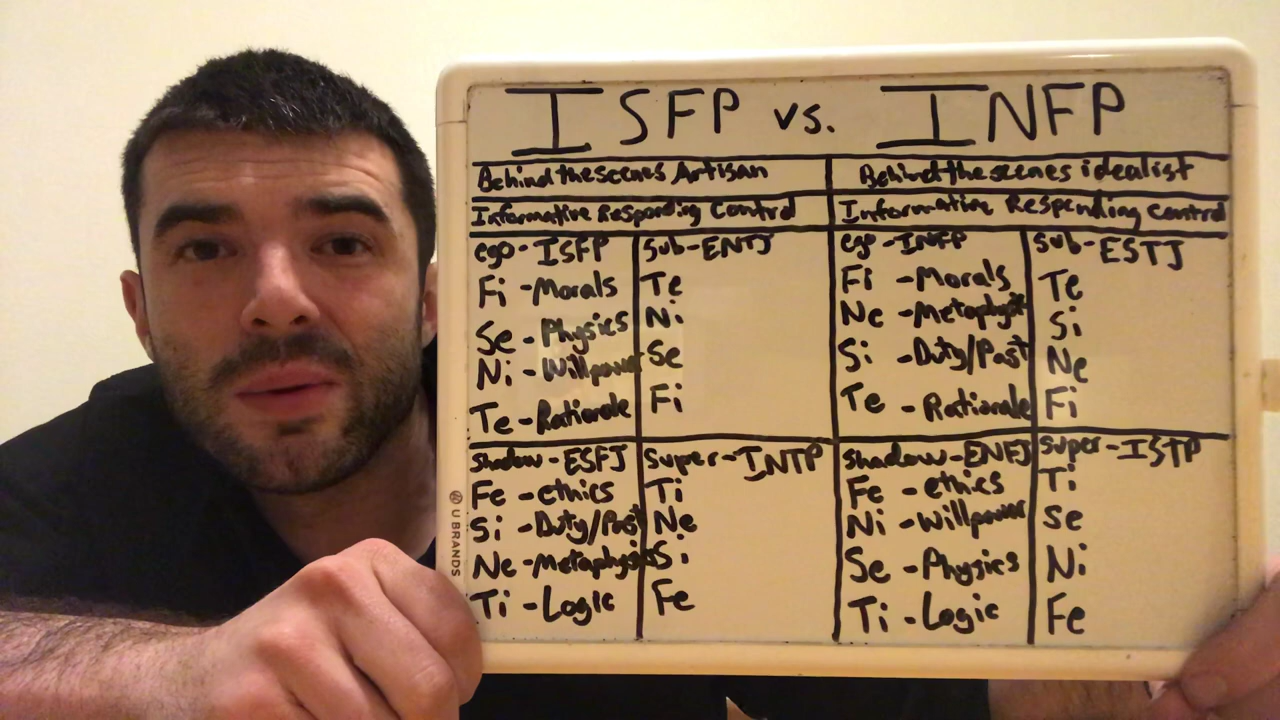 ISFP vs. INFP
Behind the scenes Artisan
Behind the scenes idealist
Informative Responding Control
Informative Responding Control
ego-ISFP
Fi -Morals
Se -Physics
Ni -Willpower
Te -Rationale
Sub-ENTJ
Te
Ni
Se
Fi
ego-INFP
Fi -Morals
Ne -Metaphysics
Si -Duty/Past
Te -Rationale
Sub-ESTJ
Te
Si
Ne
Fi
Shadow-ESFJ
Fe -ethics
Si -Duty/Past
Ne -Metaphysics
Ti -Logic
Super-INTP
Ti
Ne
Si
Fe
Shadow-ENFJ
Fe -ethics
Ni -Willpower
Se -Physics
Ti -Logic
Super-ISTP
Ti
Se
Ni
Fe
U BRANDS